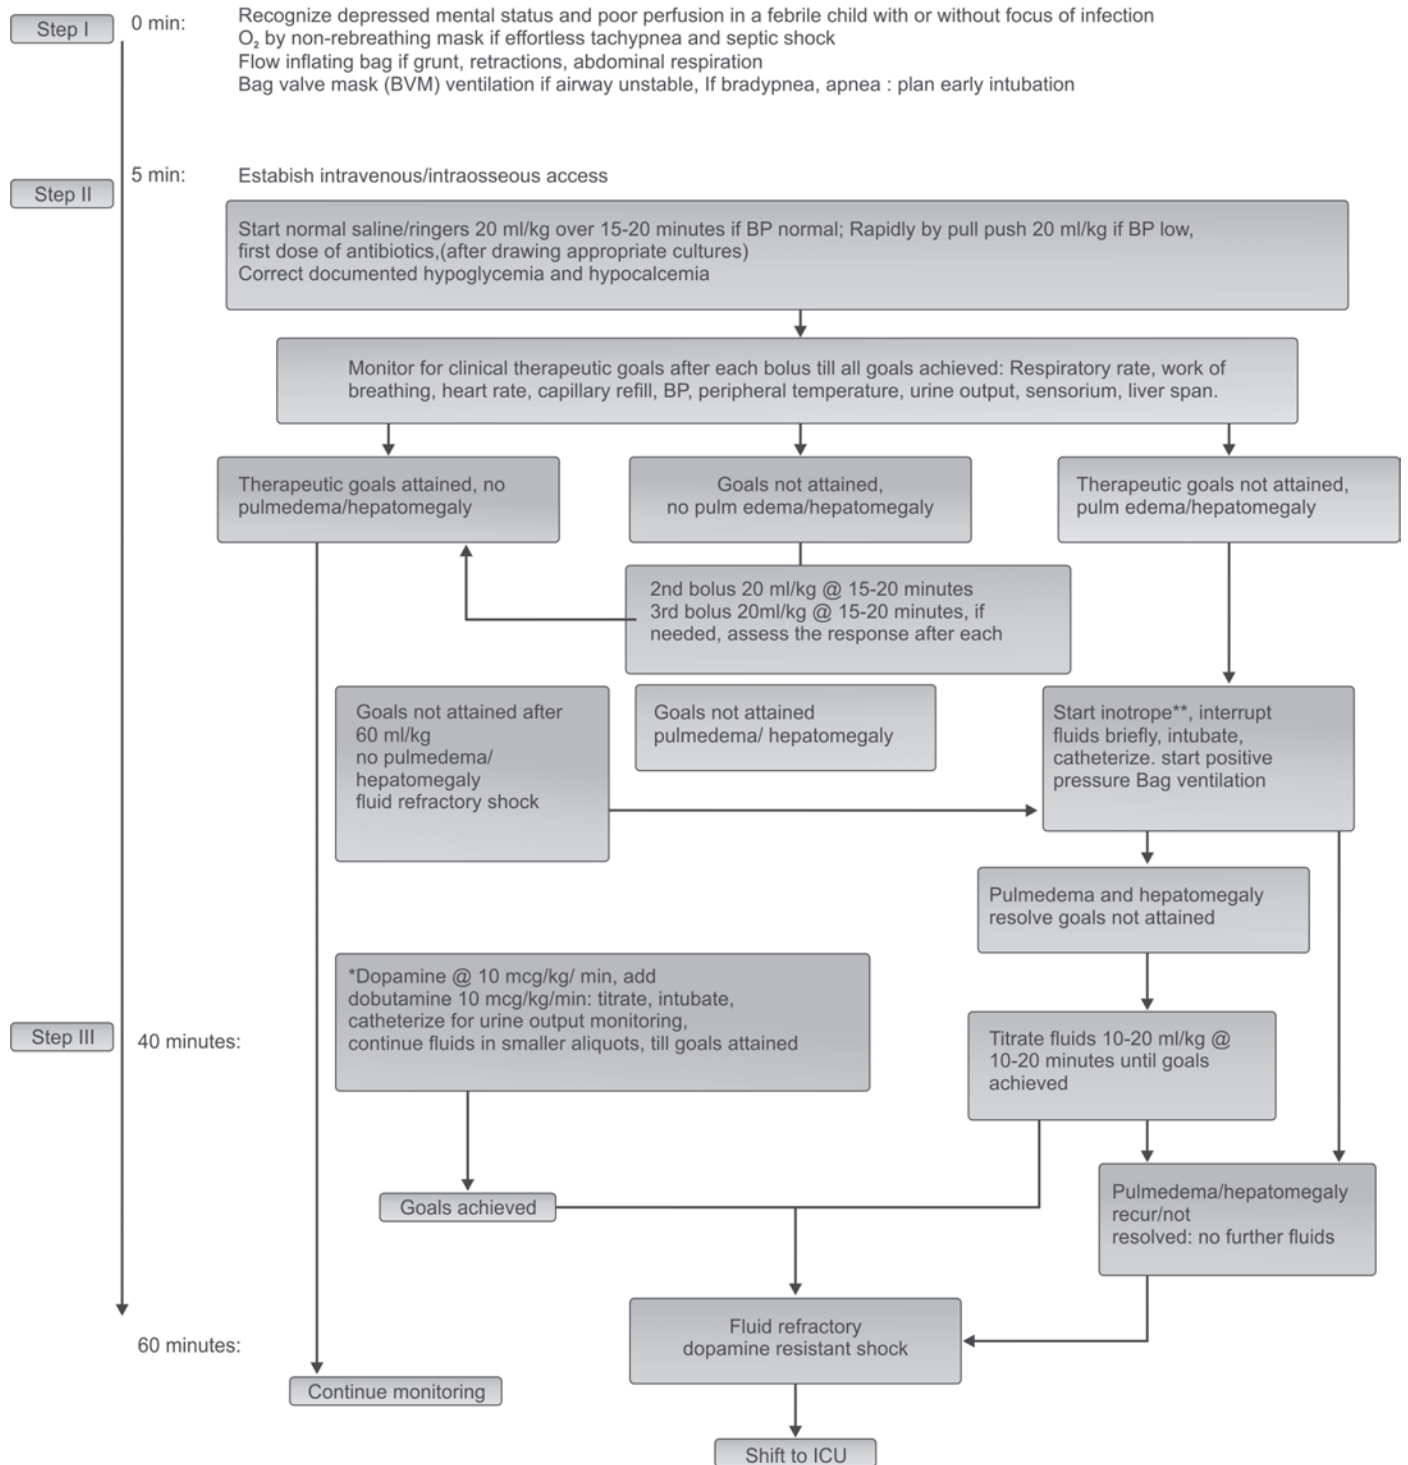 Step I
0 min:
Recognize depressed mental status and poor perfusion in a febrile child with or without focus of infection
O₂ by non-rebreathing mask if effortless tachypnea and septic shock
Flow inflating bag if grunt, retractions, abdominal respiration
Bag valve mask (BVM) ventilation if airway unstable, If bradypnea, apnea : plan early intubation
Step II
5 min:
Estabish intravenous/intraosseous access
Start normal saline/ringers 20 ml/kg over 15-20 minutes if BP normal; Rapidly by pull push 20 ml/kg if BP low,
first dose of antibiotics,(after drawing appropriate cultures)
Correct documented hypoglycemia and hypocalcemia
Monitor for clinical therapeutic goals after each bolus till all goals achieved: Respiratory rate, work of
breathing, heart rate, capillary refill, BP, peripheral temperature, urine output, sensorium, liver span.
Therapeutic goals attained, no
pulmedema/hepatomegaly
Goals not attained,
no pulm edema/hepatomegaly
Therapeutic goals not attained,
pulm edema/hepatomegaly
2nd bolus 20 ml/kg @ 15-20 minutes
3rd bolus 20ml/kg @ 15-20 minutes, if
needed, assess the response after each
Goals not attained after
60 ml/kg
no pulmedema/
hepatomegaly
fluid refractory shock
Goals not attained
pulmedema/ hepatomegaly
Start inotrope**, interrupt
fluids briefly, intubate,
catheterize. start positive
pressure Bag ventilation
Pulmedema and hepatomegaly
resolve goals not attained
Step III
40 minutes:
*Dopamine @ 10 mcg/kg/ min, add
dobutamine 10 mcg/kg/min: titrate, intubate,
catheterize for urine output monitoring,
continue fluids in smaller aliquots, till goals attained
Titrate fluids 10-20 ml/kg @
10-20 minutes until goals
achieved
Goals achieved
Pulmedema/hepatomegaly
recur/not
resolved: no further fluids
60 minutes:
Fluid refractory
dopamine resistant shock
Continue monitoring
Shift to ICU